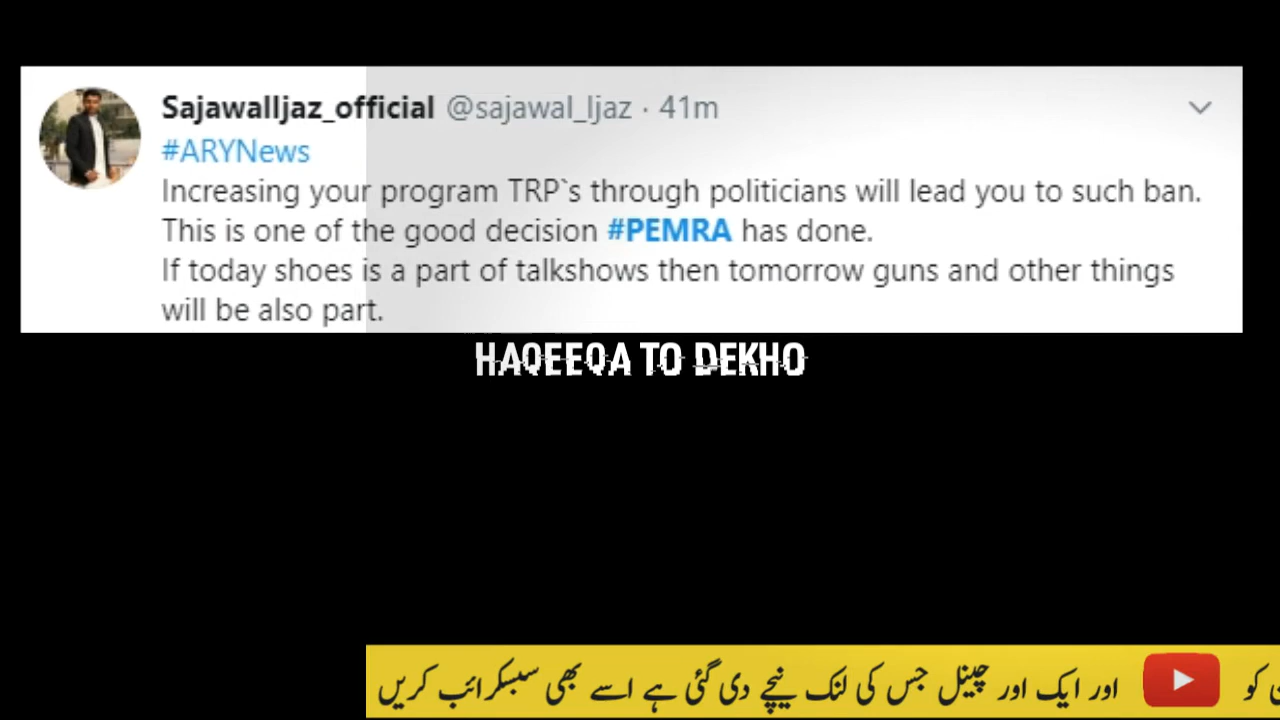 SajawalIjaz_official @sajawal_Ijaz · 41m
#ARYNews
Increasing your program TRP`s through politicians will lead you to such ban.
This is one of the good decision #PEMRA has done.
If today shoes is a part of talkshows then tomorrow guns and other things
will be also part.
HAQEEQA TO DEKHO
کو اور ایک اور چینل جس کی لنک نیچے دی گئی ہے اسے بھی سبسکرائب کریں